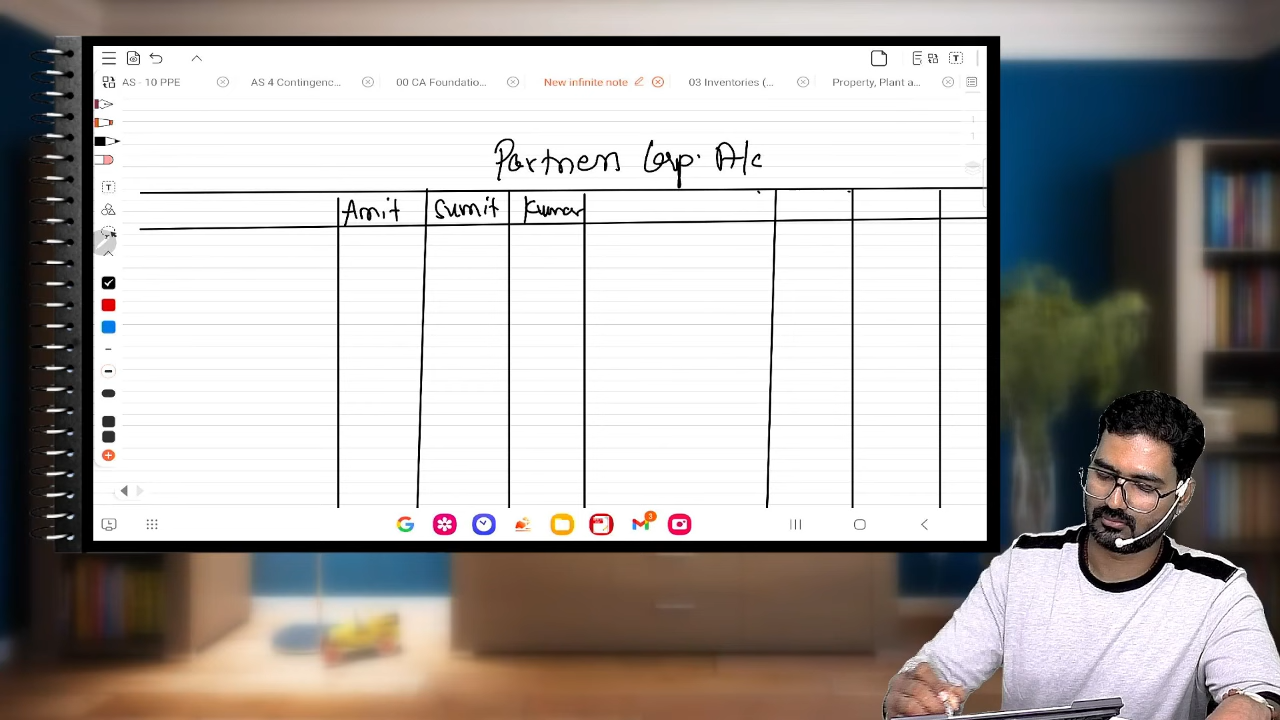 AS - 10 PPE
AS 4 Contingenc...
00 CA Foundatio...
New infinite note
03 Inventories (...
Property, Plant a...
Partners Cap. A/c
Amit Sumit Kumar
3